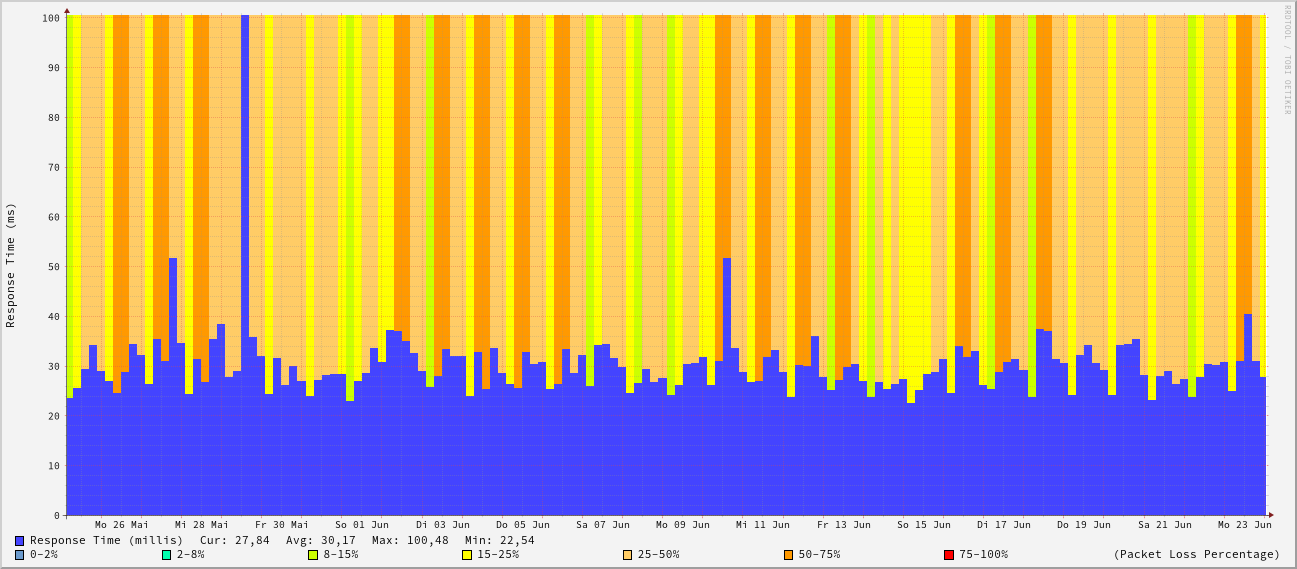 RRDTOOL / TOBI OETIKER
Response Time (ms)
100
90
80
70
60
50
40
30
20
10
0
Mo 26 Mai Mi 28 Mai Fr 30 Mai So 01 Jun Di 03 Jun Do 05 Jun Sa 07 Jun Mo 09 Jun Mi 11 Jun Fr 13 Jun So 15 Jun Di 17 Jun Do 19 Jun Sa 21 Jun Mo 23 Jun
Response Time (millis) Cur: 27,84 Avg: 30,17 Max: 100,48 Min: 22,54
0-2% 2-8% 8-15% 15-25% 25-50% 50-75% 75-100% (Packet Loss Percentage)